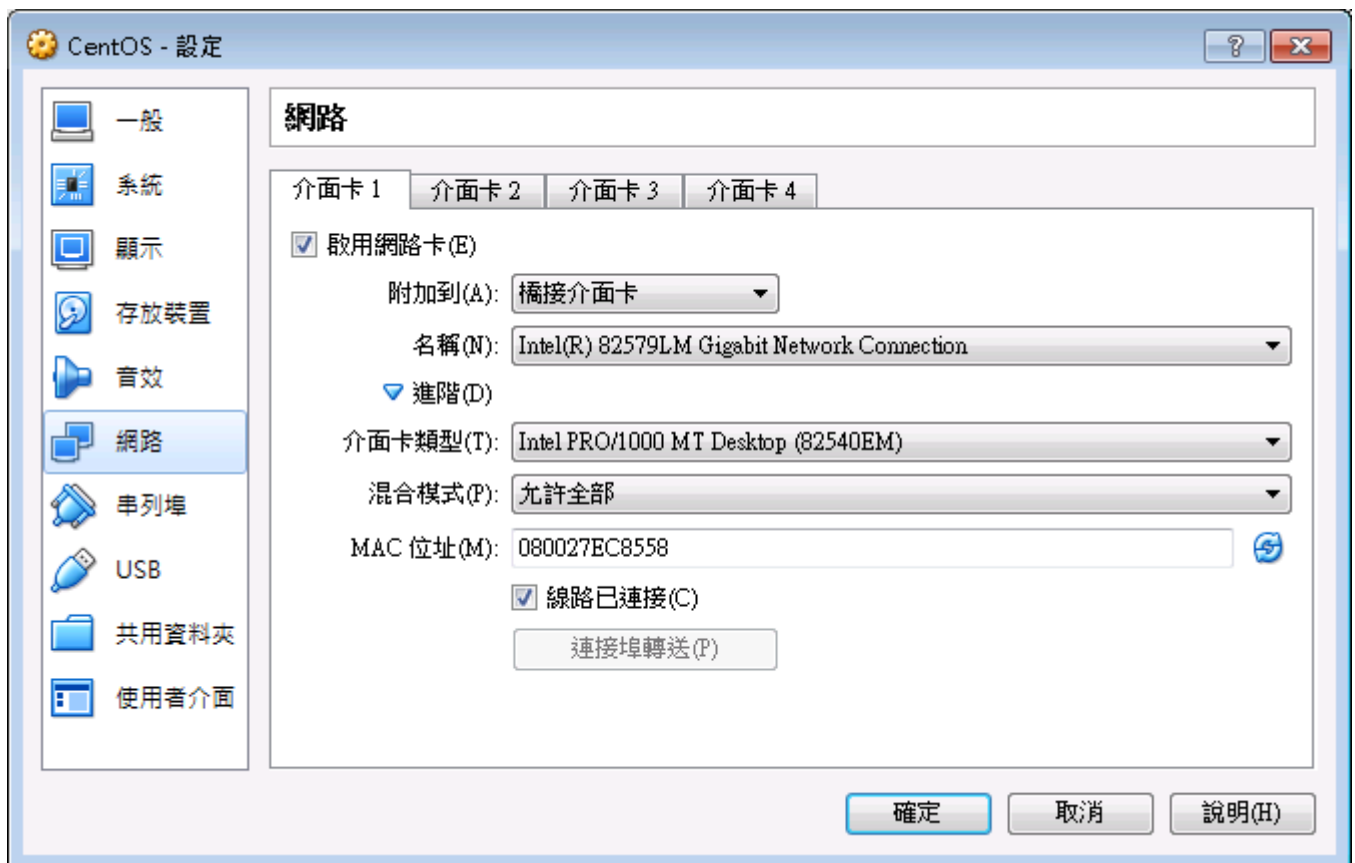 CentOS - 設定
一般
系統
顯示
存放裝置
音效
網路
串列埠
USB
共用資料夾
使用者介面
網路
介面卡 1 介面卡 2 介面卡 3 介面卡 4
啟用網路卡(E)
附加到(A): 橋接介面卡
名稱(N): Intel(R) 82579LM Gigabit Network Connection
進階(D)
介面卡類型(T): Intel PRO/1000 MT Desktop (82540EM)
混合模式(P): 允許全部
MAC 位址(M): 080027EC8558
線路已連接(C)
連接埠轉送(P)
確定 取消 說明(H)